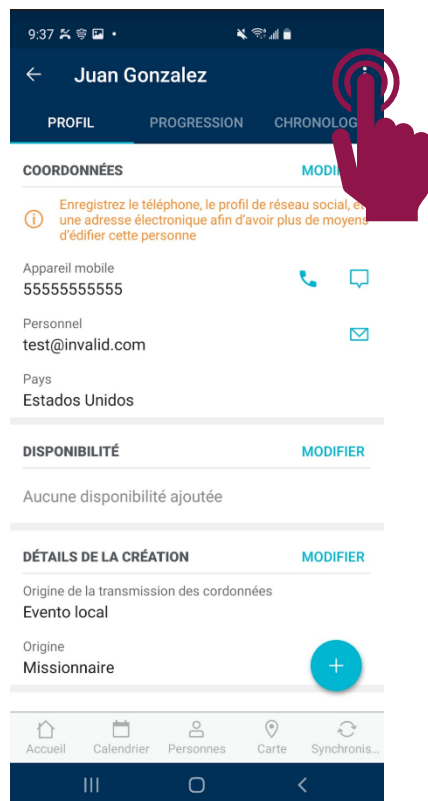 9:37
Juan Gonzalez
PROFIL PROGRESSION CHRONOLOG
COORDONNÉES MODI
Enregistrez le téléphone, le profil de réseau social, et
une adresse électronique afin d'avoir plus de moyens
d'édifier cette personne
Appareil mobile
55555555555
Personnel
test@invalid.com
Pays
Estados Unidos
DISPONIBILITÉ MODIFIER
Aucune disponibilité ajoutée
DÉTAILS DE LA CRÉATION MODIFIER
Origine de la transmission des cordonnées
Evento local
Origine
Missionnaire
Accueil Calendrier Personnes Carte Synchronis...